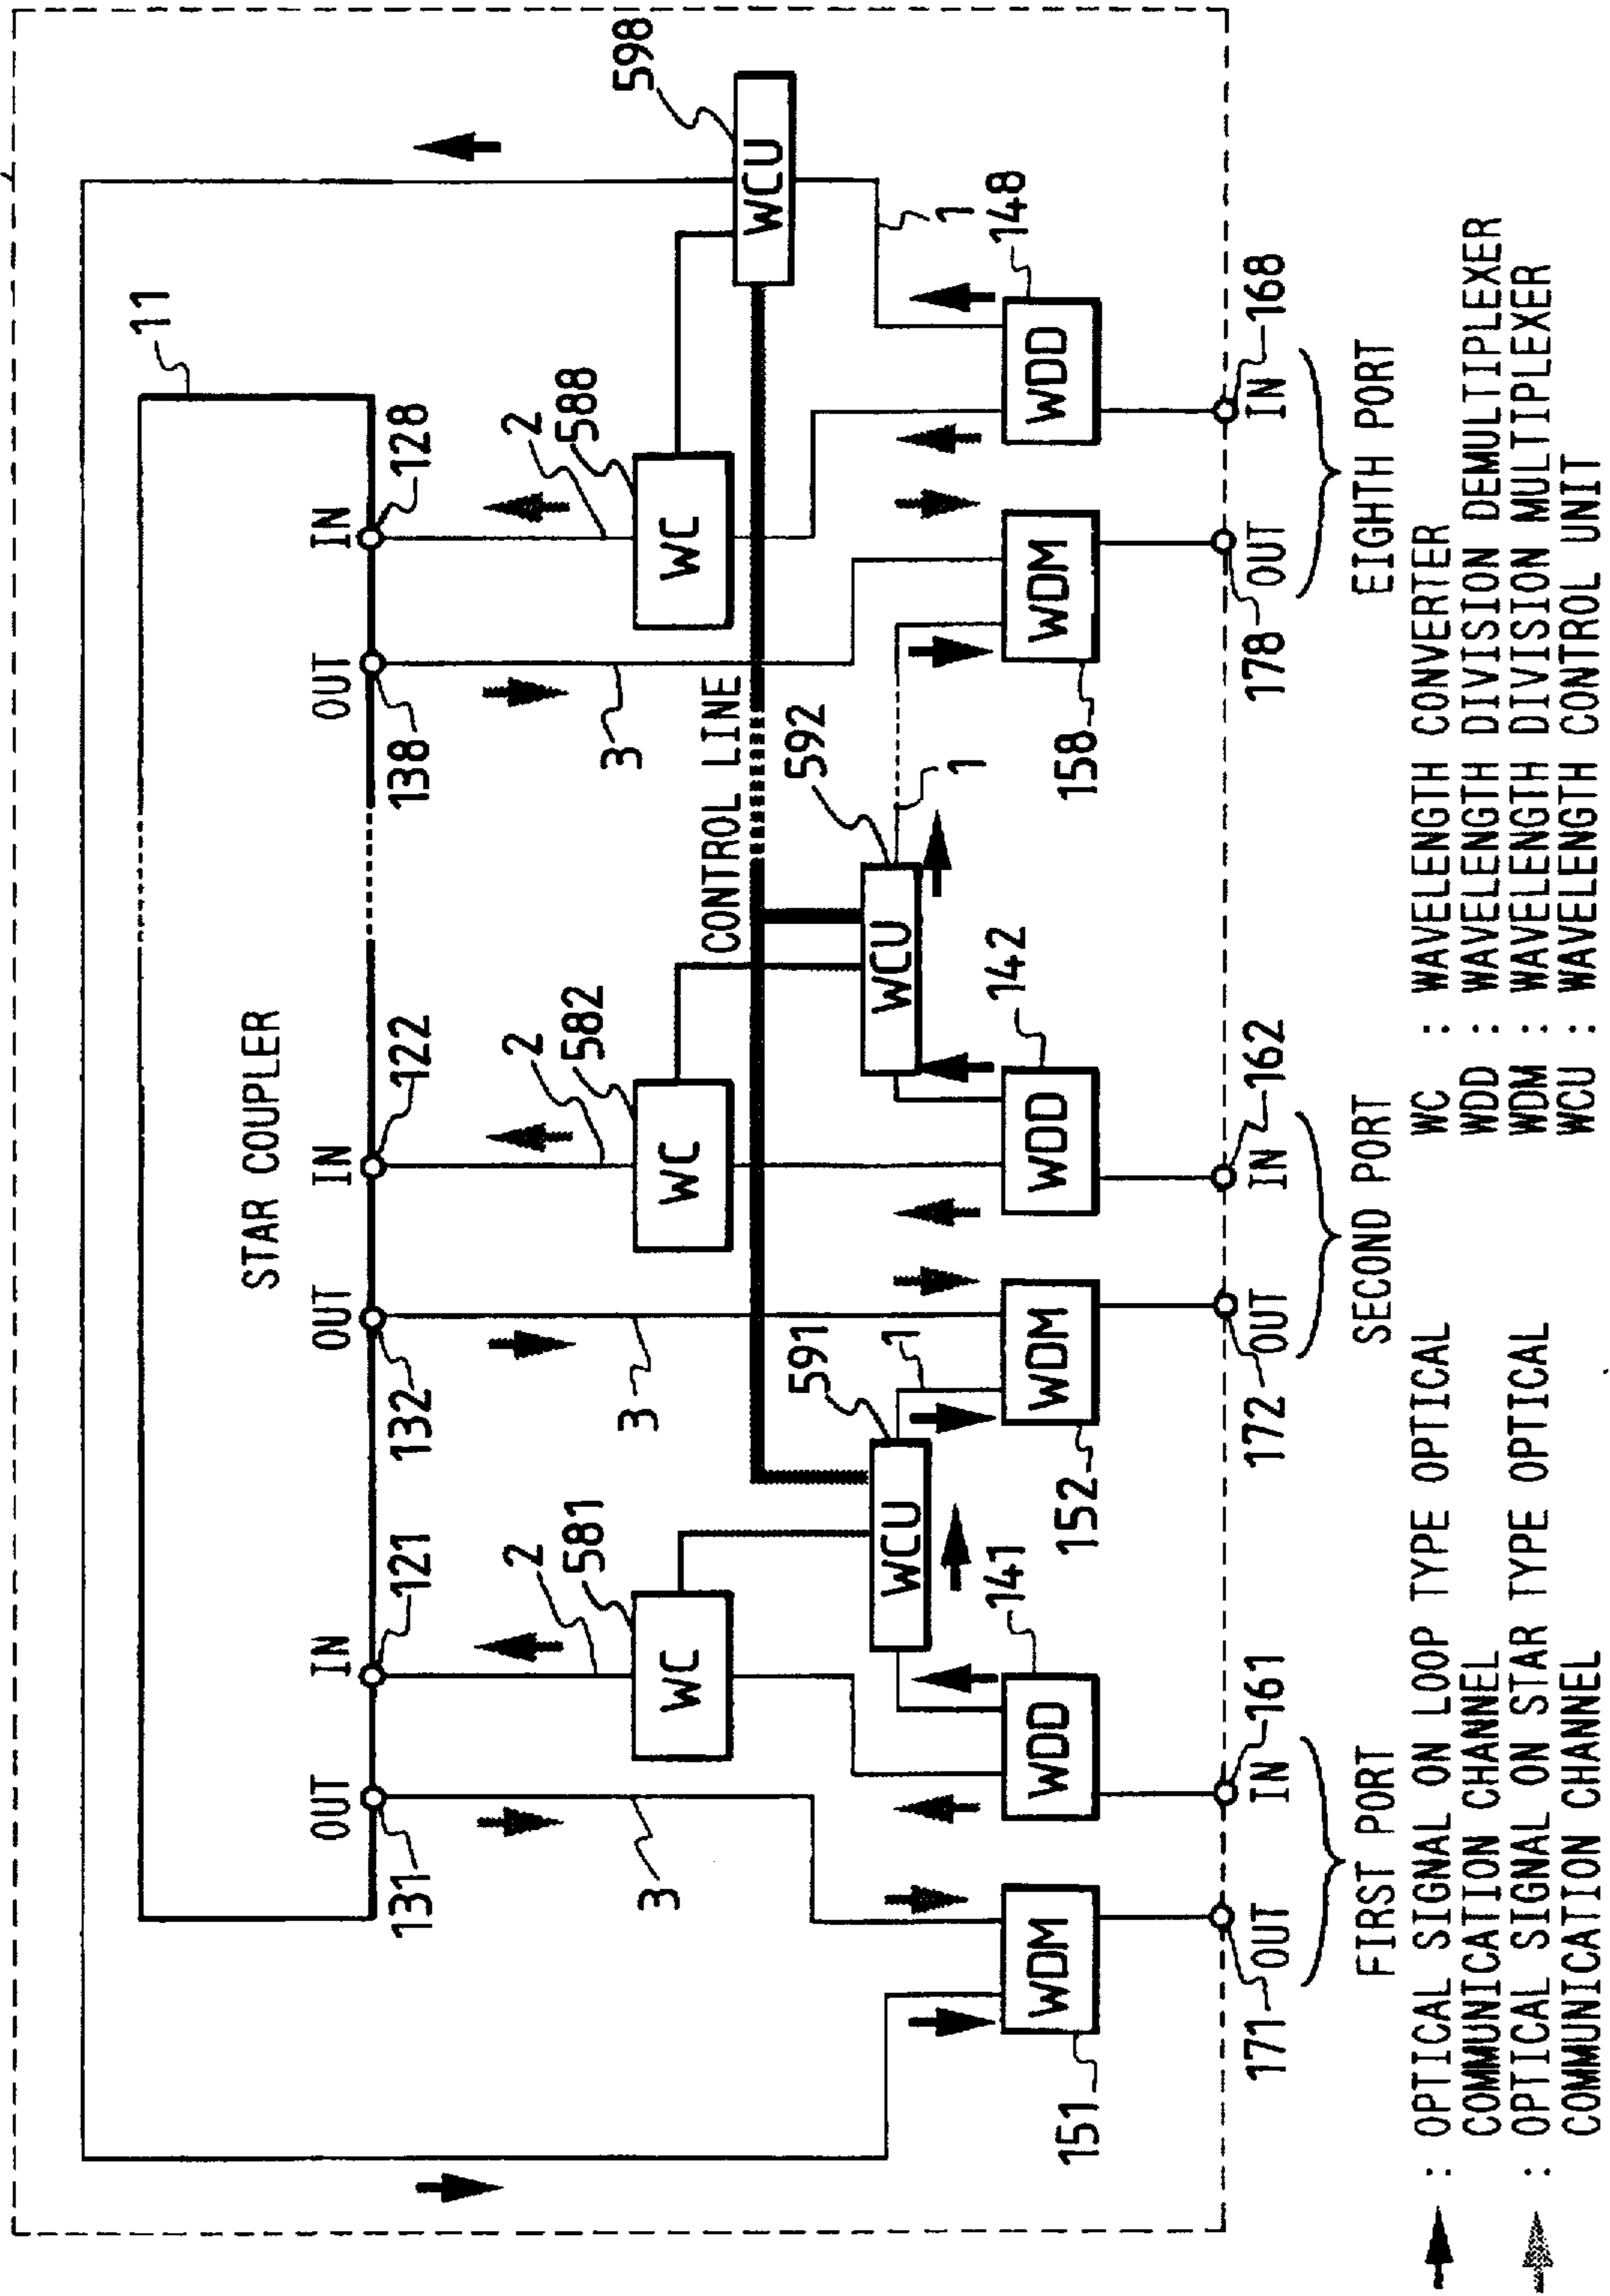 11
STAR COUPLER
OUT
IN
OUT
IN
OUT
IN
131
121
132
122
138
128
3
2
581
3
2
582
3
2
588
598
WC
WC
WC
WCU
CONTROL LINE
591
592
WCU
WCU
1
1
1
141
142
148
WDM
WDD
WDM
WDD
WDM
WDD
151
152
158
171
OUT
IN
161
172
OUT
IN
162
178
OUT
IN
168
FIRST PORT
SECOND PORT
EIGHTH PORT
: OPTICAL SIGNAL ON LOOP TYPE OPTICAL
COMMUNICATION CHANNEL
: OPTICAL SIGNAL ON STAR TYPE OPTICAL
COMMUNICATION CHANNEL
WC : WAVELENGTH CONVERTER
WDD : WAVELENGTH DIVISION DEMULTIPLEXER
WDM : WAVELENGTH DIVISION MULTIPLEXER
WCU : WAVELENGTH CONTROL UNIT